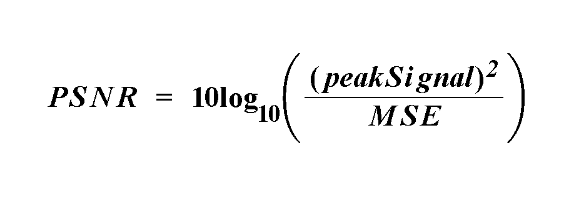 PSNR = 10log10((peakSignal)2 / MSE)